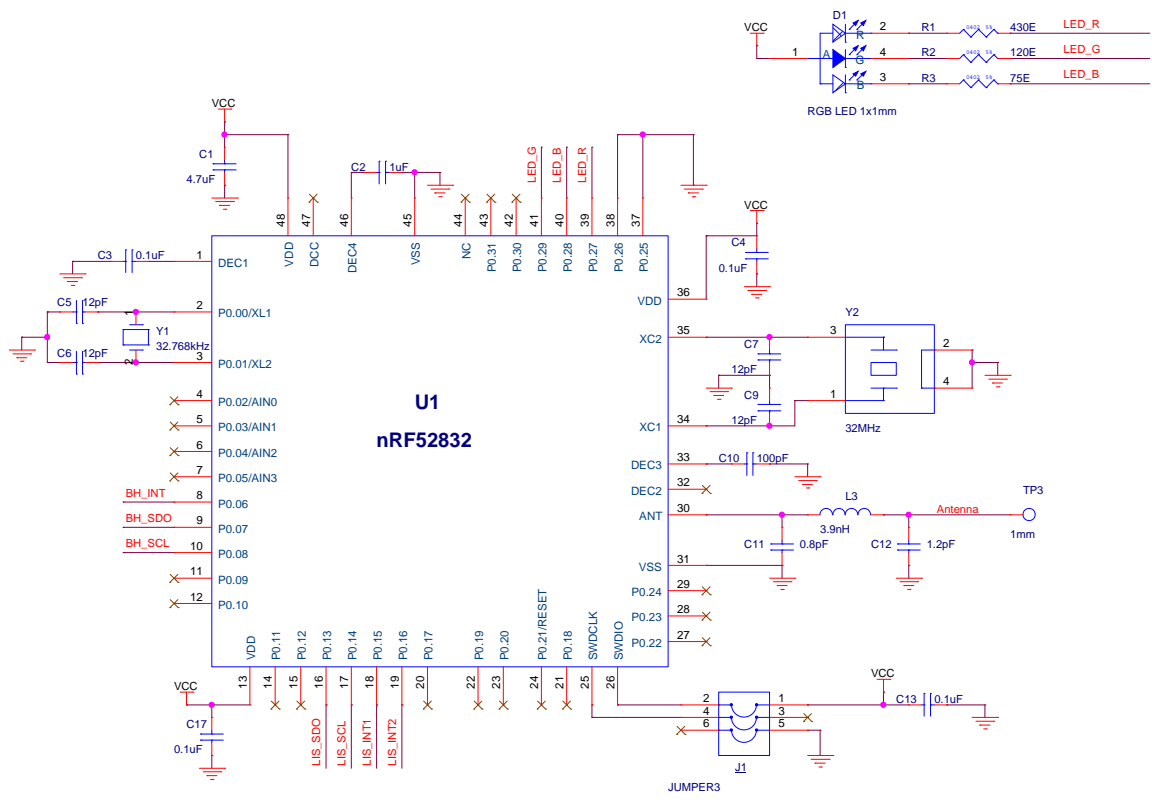 D1
VCC
1
A
R
G
B
2 R1 0402 5% 430E LED_R
4 R2 0402 5% 120E LED_G
3 R3 0402 5% 75E LED_B
RGB LED 1x1mm
VCC
C1
4.7uF
C2 1uF
LED_G
LED_B
LED_R
48 47 46 45 44 43 42 41 40 39 38 37
VDD DCC DEC4 VSS NC P0.31 P0.30 P0.29 P0.28 P0.27 P0.26 P0.25
VCC
C4
0.1uF
C3 0.1uF 1 DEC1
C5 12pF 2 P0.00/XL1
1
Y1
32.768kHz
2
C6 12pF 3 P0.01/XL2
4 P0.02/AIN0
5 P0.03/AIN1
6 P0.04/AIN2
7 P0.05/AIN3
BH_INT 8 P0.06
BH_SDO 9 P0.07
BH_SCL 10 P0.08
11 P0.09
12 P0.10
U1
nRF52832
VDD 36
XC2 35
XC1 34
DEC3 33
DEC2 32
ANT 30
VSS 31
P0.24 29
P0.23 28
P0.22 27
Y2
3
2
4
1
32MHz
C7
12pF
C9
12pF
C10 100pF
L3
3.9nH
Antenna
TP3
1mm
C11 0.8pF
C12 1.2pF
VDD P0.11 P0.12 P0.13 P0.14 P0.15 P0.16 P0.17 P0.19 P0.20 P0.21/RESET P0.18 SWDCLK SWDIO
13 14 15 16 17 18 19 20 22 23 24 21 25 26
VCC
C17
0.1uF
LIS_SDO
LIS_SCL
LIS_INT1
LIS_INT2
VCC
C13 0.1uF
2 1
4 3
6 5
J1
JUMPER3